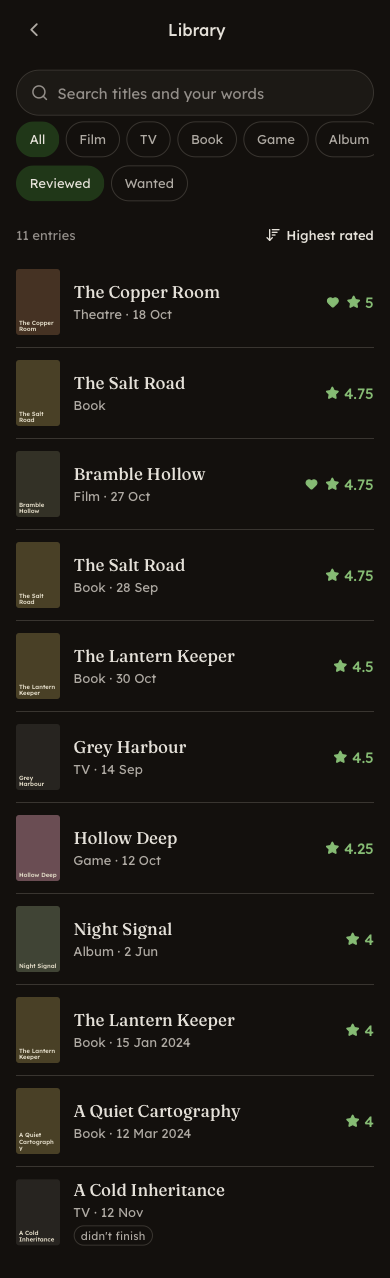 Library
Search titles and your words
All Film TV Book Game Album
Reviewed Wanted
11 entries Highest rated
The Copper Room
Theatre · 18 Oct
5
The Copper
Room
The Salt Road
Book
4.75
The Salt
Road
Bramble Hollow
Film · 27 Oct
4.75
Bramble
Hollow
The Salt Road
Book · 28 Sep
4.75
The Salt
Road
The Lantern Keeper
Book · 30 Oct
4.5
The Lantern
Keeper
Grey Harbour
TV · 14 Sep
4.5
Grey
Harbour
Hollow Deep
Game · 12 Oct
4.25
Hollow Deep
Night Signal
Album · 2 Jun
4
Night Signal
The Lantern Keeper
Book · 15 Jan 2024
4
The Lantern
Keeper
A Quiet Cartography
Book · 12 Mar 2024
4
A Quiet
Cartograph
y
A Cold Inheritance
TV · 12 Nov
didn't finish
A Cold
Inheritance